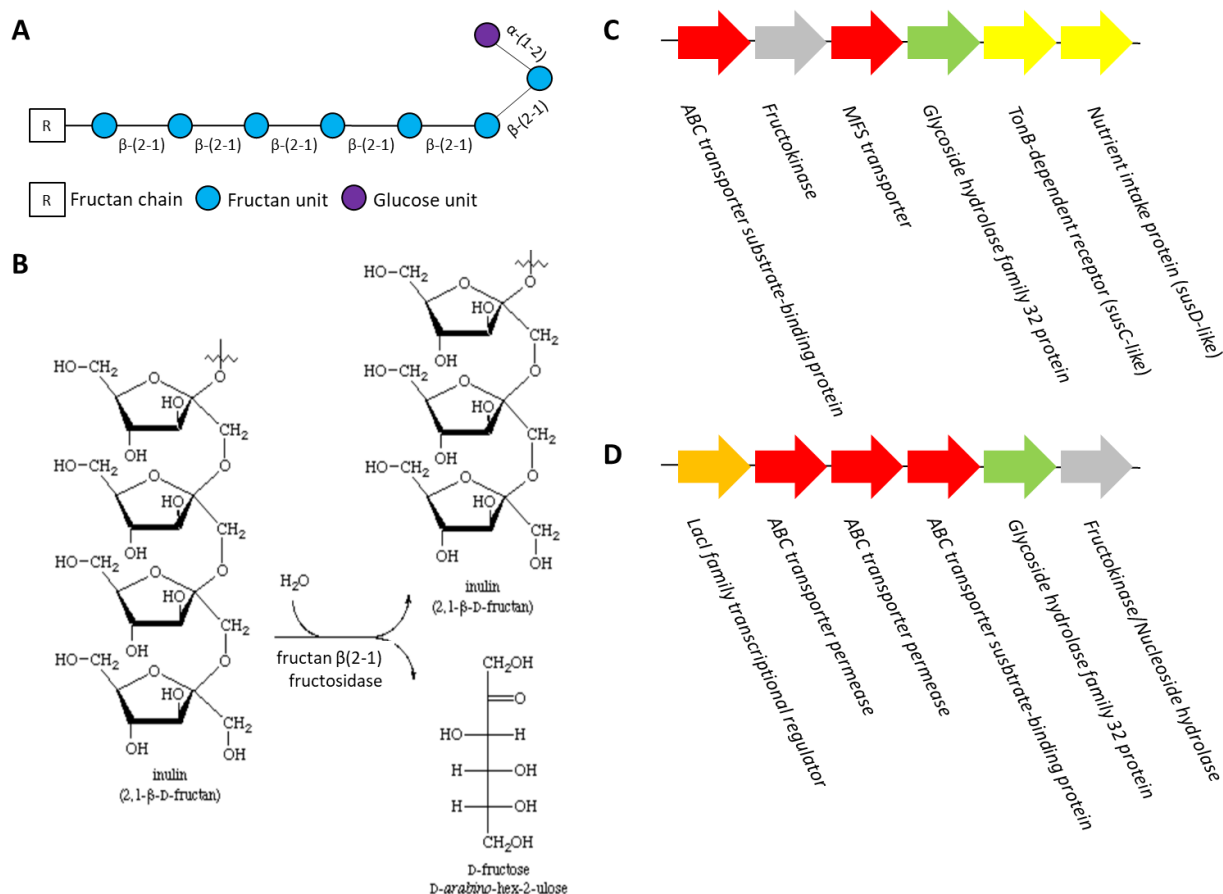 A
α-(1-2)
β-(2-1)
R
β-(2-1)
β-(2-1)
β-(2-1)
β-(2-1)
β-(2-1)
R
Fructan chain
Fructan unit
Glucose unit
B
HO–CH₂
O
O
HO
CH₂
OH
O
HO–CH₂
O
HO
CH₂
OH
O
HO–CH₂
O
HO
CH₂
OH
O
HO–CH₂
O
HO
CH₂
OH
OH
inulin
(2,1-β-D-fructan)
H₂O
fructan β(2-1)
fructosidase
HO–CH₂
O
O
HO
CH₂
OH
O
HO–CH₂
O
HO
CH₂
OH
O
HO–CH₂
O
HO
CH₂
OH
OH
inulin
(2,1-β-D-fructan)
CH₂OH
O
HO
H
H
OH
H
OH
CH₂OH
D-fructose
D-arabino-hex-2-ulose
C
ABC transporter substrate-binding protein
Fructokinase
MFS transporter
Glycoside hydrolase family 32 protein
TonB-dependent receptor (susC-like)
Nutrient intake protein (susD-like)
D
LacI family transcriptional regulator
ABC transporter permease
ABC transporter permease
ABC transporter susbtrate-binding protein
Glycoside hydrolase family 32 protein
Fructokinase/Nucleoside hydrolase